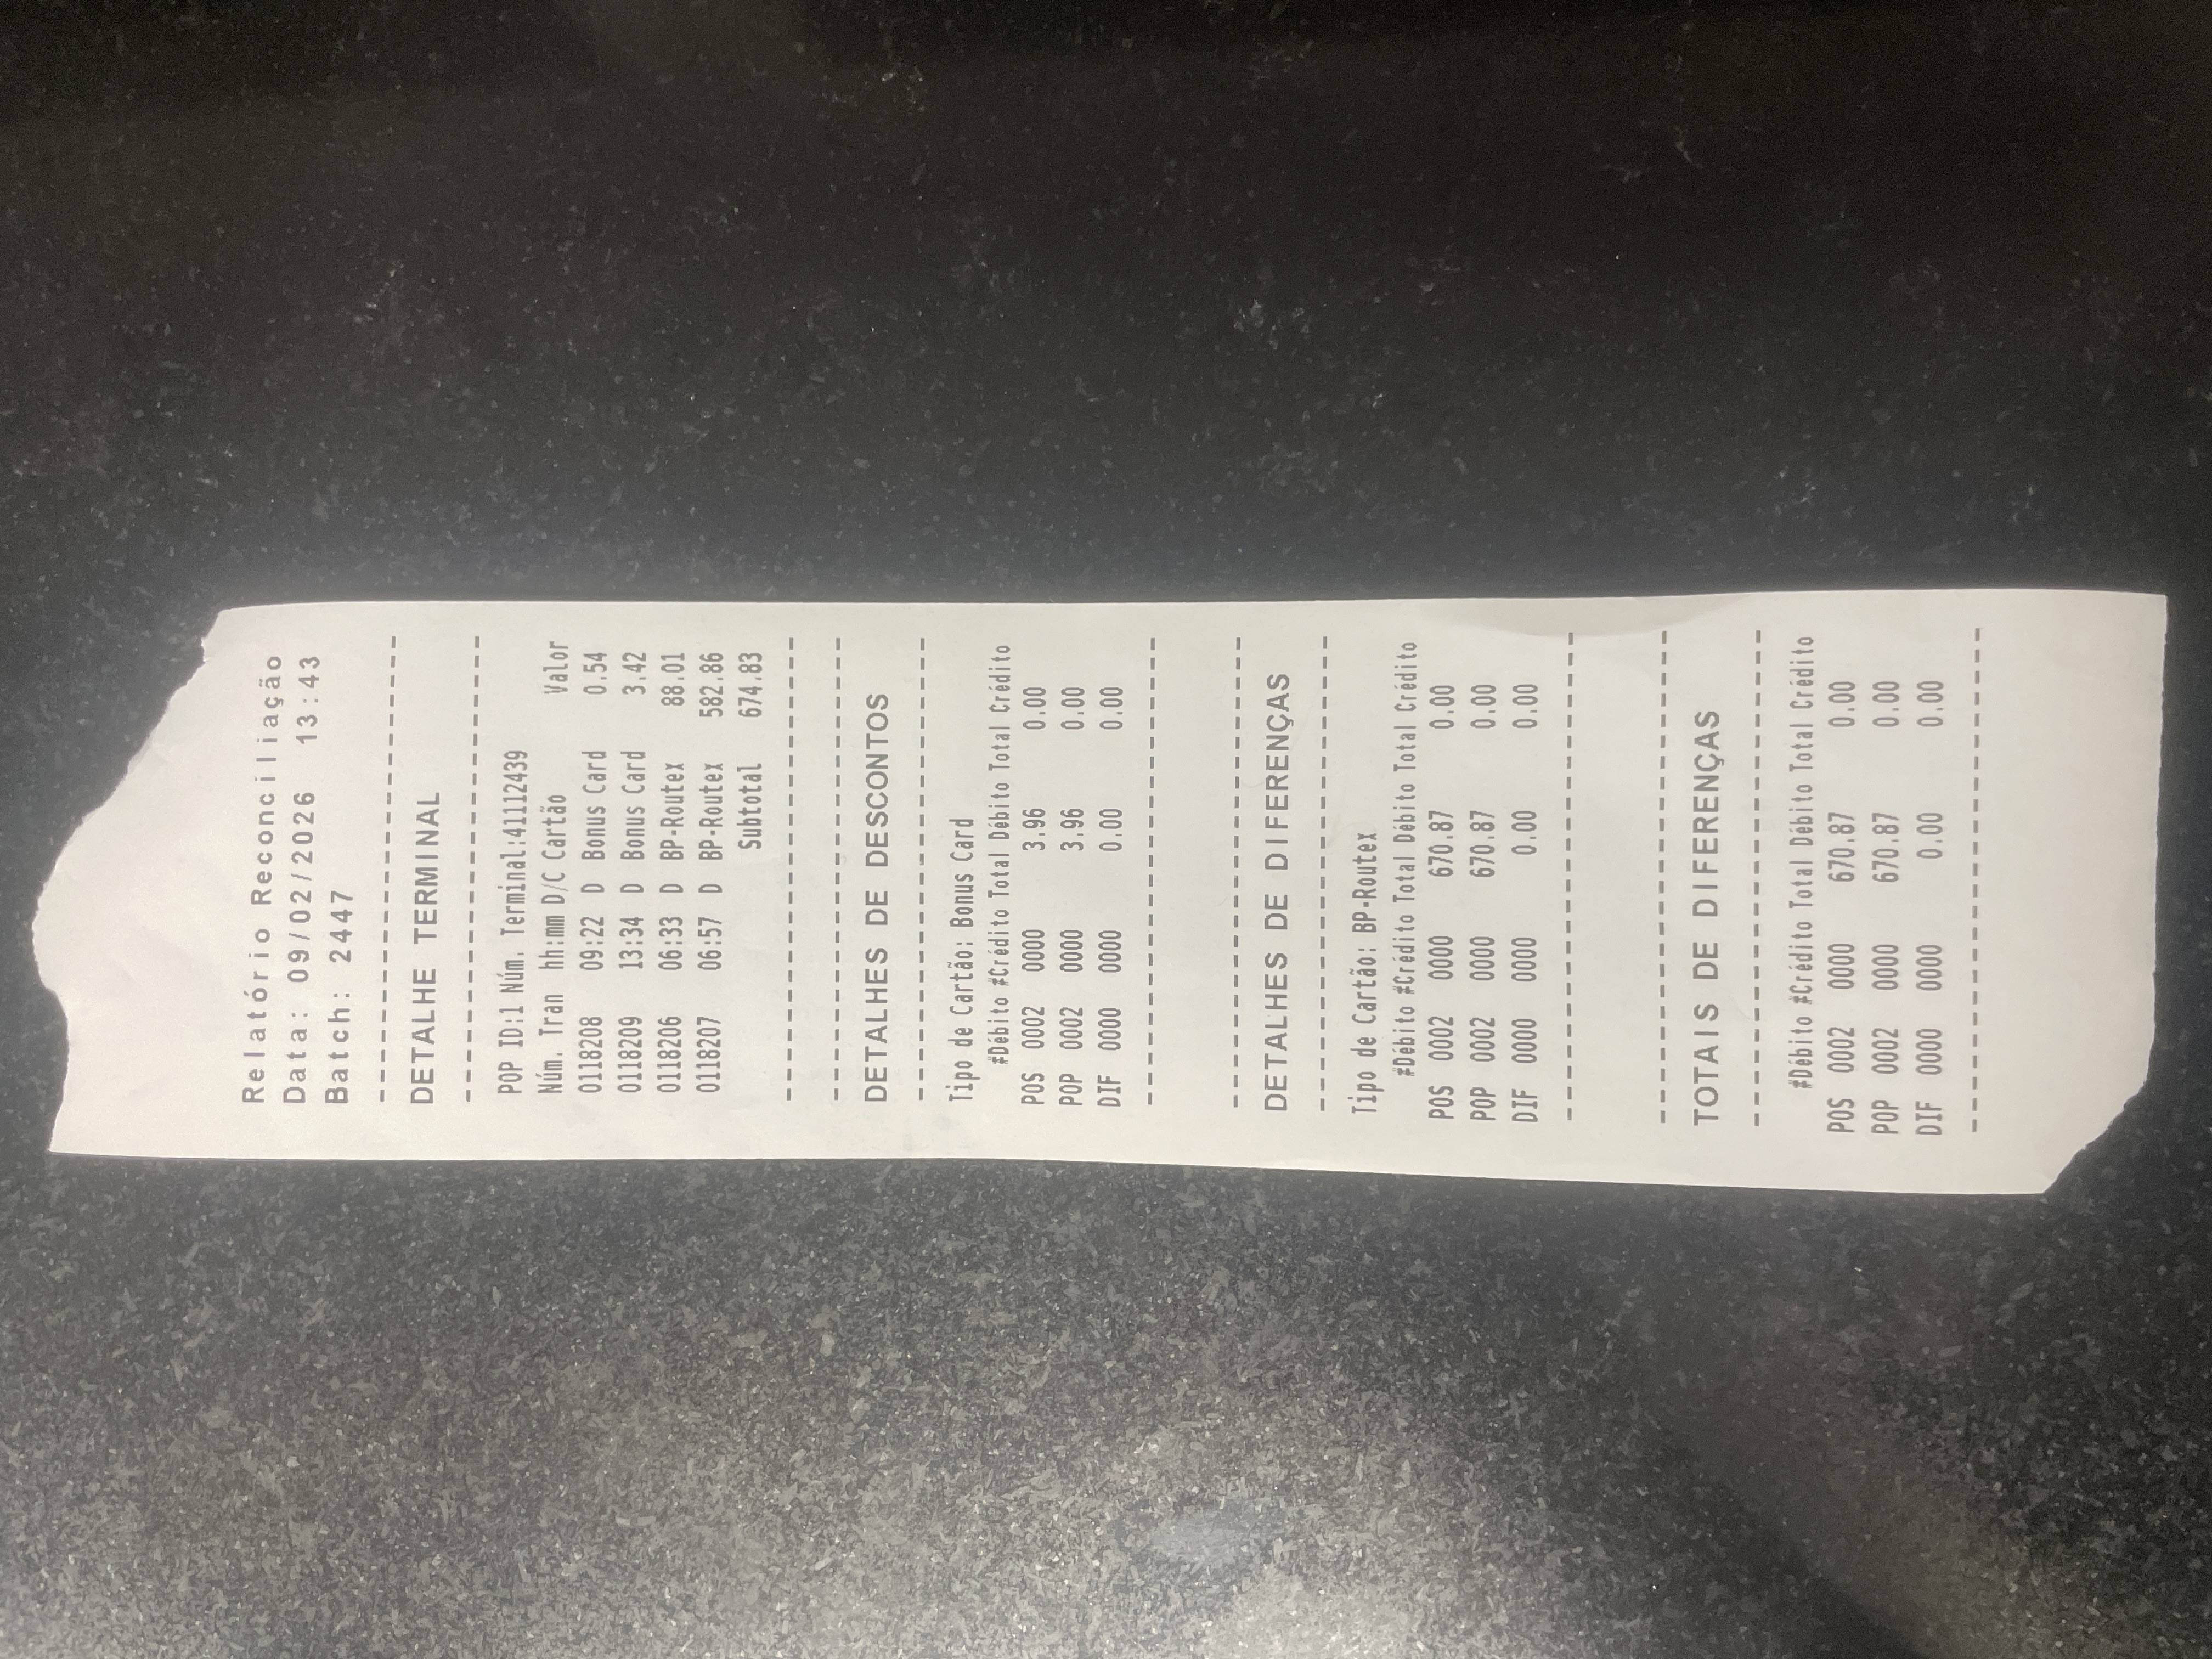 Relatório Reconciliação
Data: 09/02/2026 13:43
Batch: 2447
--------------------------------
DETALHE TERMINAL
--------------------------------
POP ID:1 Núm. Terminal:41112439
Núm. Tran hh:mm D/C Cartão Valor
0118208 09:22 D Bonus Card 0.54
0118209 13:34 D Bonus Card 3.42
0118206 06:33 D BP-Routex 88.01
0118207 06:57 D BP-Routex 582.86
Subtotal 674.83
--------------------------------
--------------------------------
DETALHES DE DESCONTOS
--------------------------------
Tipo de Cartão: Bonus Card
#Débito #Crédito Total Débito Total Crédito
POS 0002 0000 3.96 0.00
POP 0002 0000 3.96 0.00
DIF 0000 0000 0.00 0.00
--------------------------------
--------------------------------
DETALHES DE DIFERENÇAS
--------------------------------
Tipo de Cartão: BP-Routex
#Débito #Crédito Total Débito Total Crédito
POS 0002 0000 670.87 0.00
POP 0002 0000 670.87 0.00
DIF 0000 0000 0.00 0.00
--------------------------------
--------------------------------
TOTAIS DE DIFERENÇAS
--------------------------------
#Débito #Crédito Total Débito Total Crédito
POS 0002 0000 670.87 0.00
POP 0002 0000 670.87 0.00
DIF 0000 0000 0.00 0.00
--------------------------------